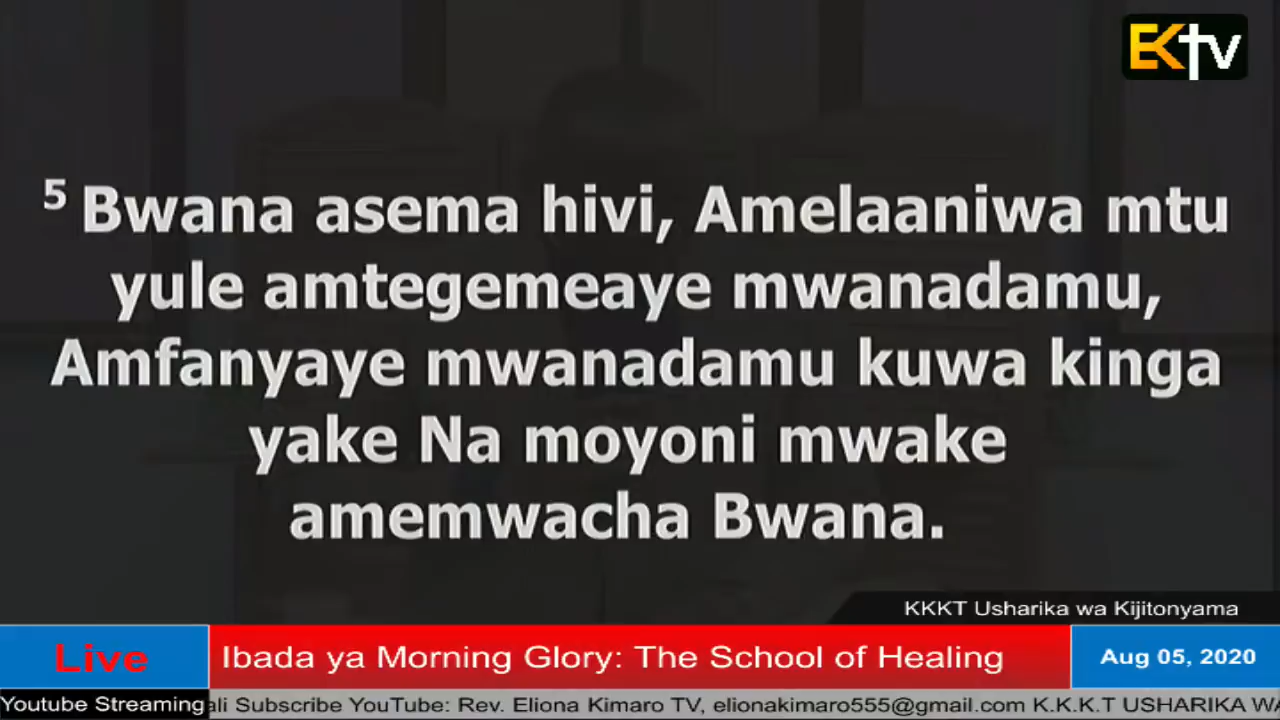 EKTV
5 Bwana asema hivi, Amelaaniwa mtu
yule amtegemeaye mwanadamu,
Amfanyaye mwanadamu kuwa kinga
yake Na moyoni mwake
amemwacha Bwana.
KKKT Usharika wa Kijitonyama
Live
Ibada ya Morning Glory: The School of Healing
Aug 05, 2020
Youtube Streaming
Subscribe YouTube: Rev. Eliona Kimaro TV, elionakimaro555@gmail.com K.K.K.T USHARIKA